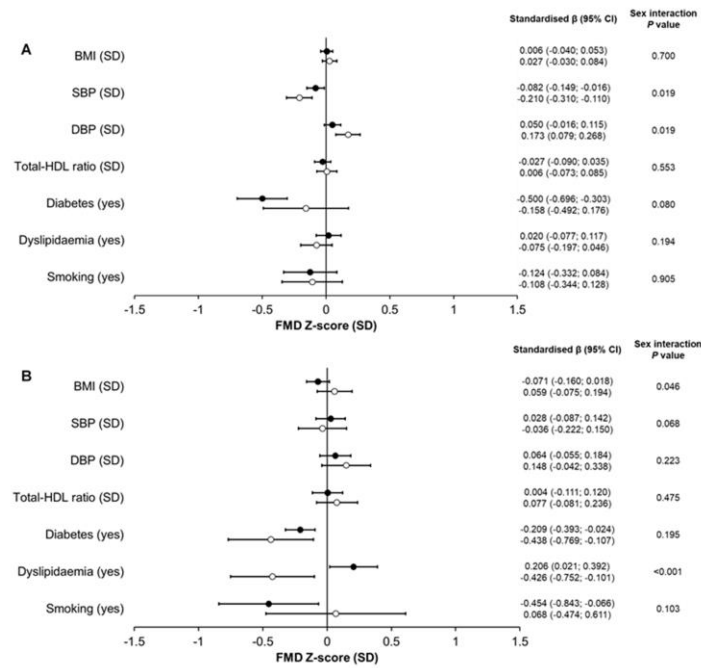 Standardised β (95% CI)
Sex interaction
P value
A
BMI (SD)
0.006 (-0.040; 0.053)
0.027 (-0.030; 0.084)
0.700
SBP (SD)
-0.082 (-0.149; -0.016)
-0.210 (-0.310; -0.110)
0.019
DBP (SD)
0.050 (-0.016; 0.115)
0.173 (0.079; 0.268)
0.019
Total-HDL ratio (SD)
-0.027 (-0.090; 0.035)
0.006 (-0.073; 0.085)
0.553
Diabetes (yes)
-0.500 (-0.696; -0.303)
-0.158 (-0.492; 0.176)
0.080
Dyslipidaemia (yes)
0.020 (-0.077; 0.117)
-0.075 (-0.197; 0.046)
0.194
Smoking (yes)
-0.124 (-0.332; 0.084)
-0.108 (-0.344; 0.128)
0.905
-1.5 -1 -0.5 0 0.5 1 1.5
FMD Z-score (SD)
Standardised β (95% CI)
Sex interaction
P value
B
BMI (SD)
-0.071 (-0.160; 0.018)
0.059 (-0.075; 0.194)
0.046
SBP (SD)
0.028 (-0.087; 0.142)
-0.036 (-0.222; 0.150)
0.068
DBP (SD)
0.064 (-0.055; 0.184)
0.148 (-0.042; 0.338)
0.223
Total-HDL ratio (SD)
0.004 (-0.111; 0.120)
0.077 (-0.081; 0.236)
0.475
Diabetes (yes)
-0.209 (-0.393; -0.024)
-0.438 (-0.769; -0.107)
0.195
Dyslipidaemia (yes)
0.206 (0.021; 0.392)
-0.426 (-0.752; -0.101)
<0.001
Smoking (yes)
-0.454 (-0.843; -0.066)
0.068 (-0.474; 0.611)
0.103
-1.5 -1 -0.5 0 0.5 1 1.5
FMD Z-score (SD)